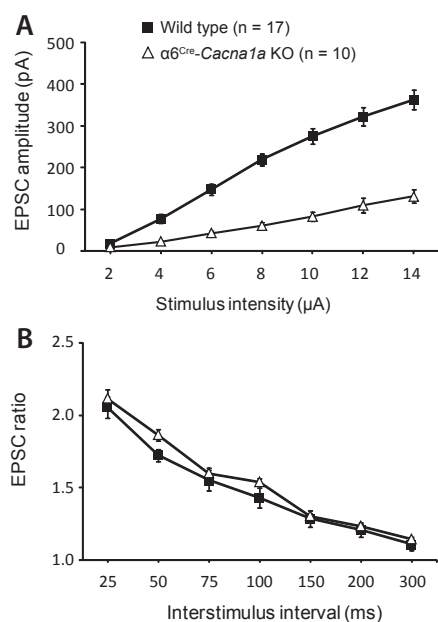 A
■ Wild type (n = 17)
△ α6Cre-Cacna1a KO (n = 10)
EPSC amplitude (pA)
500
400
300
200
100
0
2 4 6 8 10 12 14
Stimulus intensity (μA)
B
EPSC ratio
2.5
2.0
1.5
1.0
25 50 75 100 150 200 300
Interstimulus interval (ms)